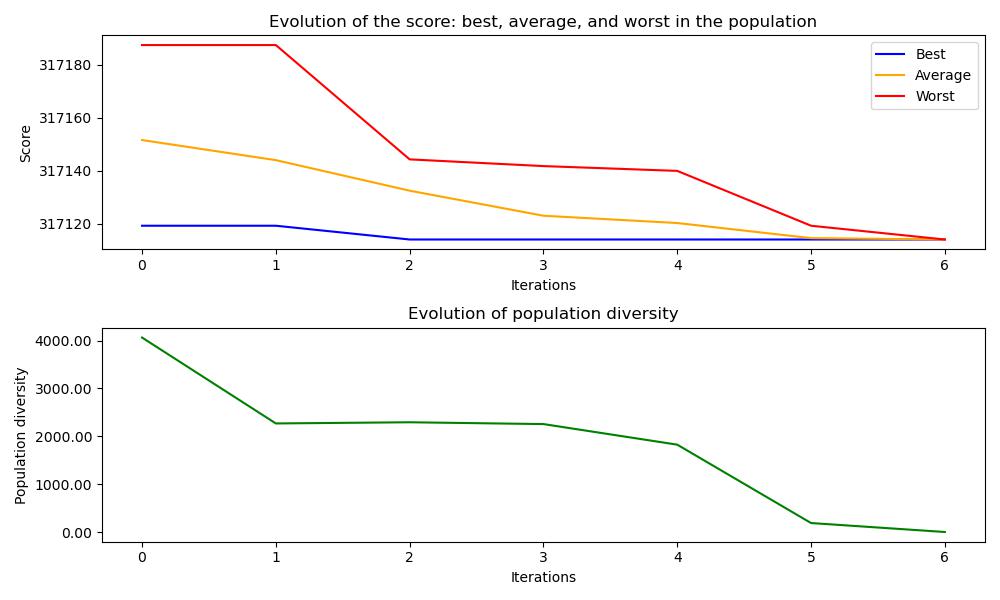 Evolution of the score: best, average, and worst in the population
Score
317180
317160
317140
317120
Best
Average
Worst
0 1 2 3 4 5 6
Iterations
Evolution of population diversity
Population diversity
4000.00
3000.00
2000.00
1000.00
0.00
0 1 2 3 4 5 6
Iterations